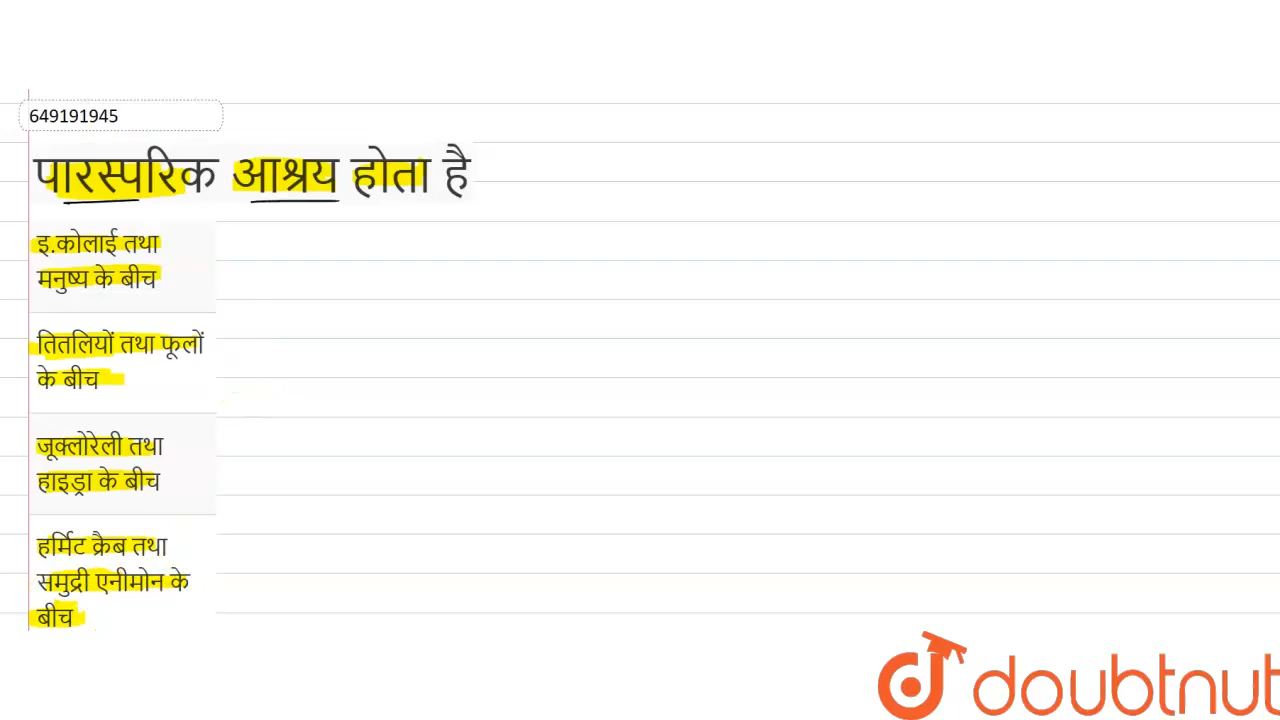 649191945
पारस्परिक आश्रय होता है
इ.कोलाई तथा
मनुष्य के बीच
तितलियों तथा फूलों
के बीच
जूक्लोरेली तथा
हाइड्रा के बीच
हर्मिट क्रैब तथा
समुद्री एनीमोन के
बीच
doubtnut